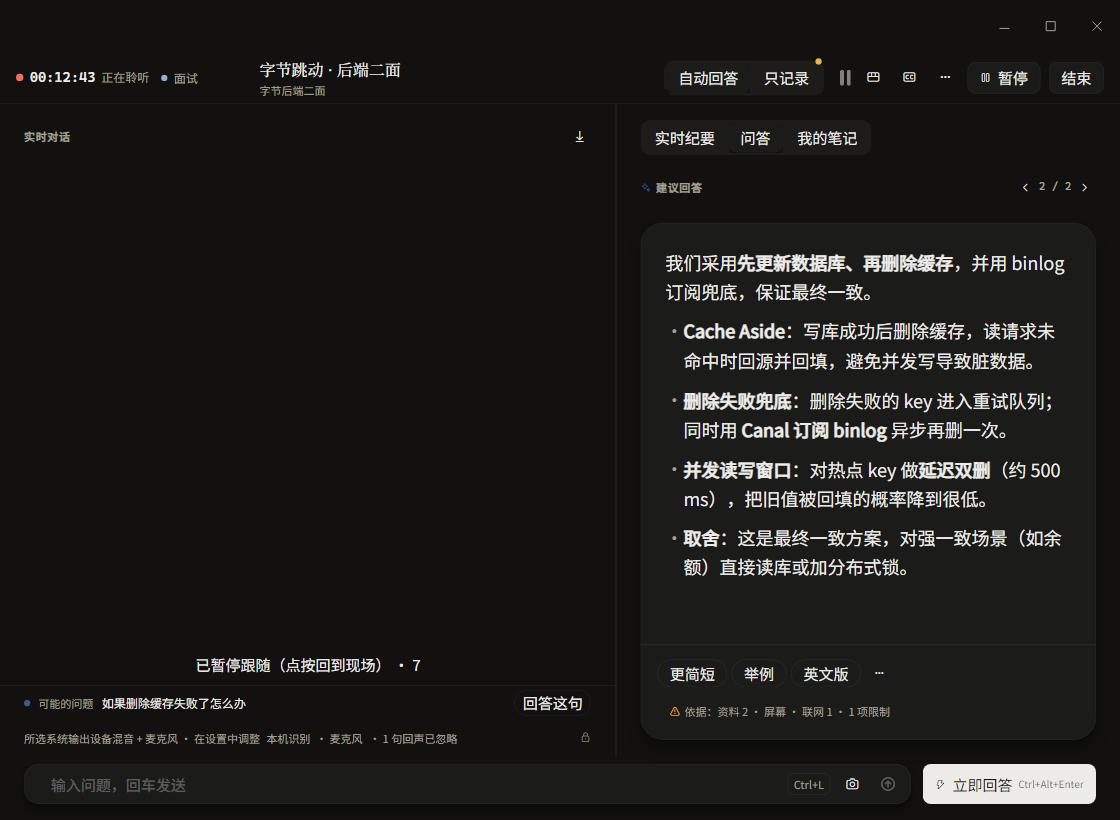 00:12:43 正在聆听 面试
字节跳动 · 后端二面
字节后端二面
自动回答 只记录
CC
暂停
结束
实时对话
实时纪要 问答 我的笔记
建议回答
2 / 2
我们采用先更新数据库、再删除缓存，并用 binlog
订阅兜底，保证最终一致。
• Cache Aside：写库成功后删除缓存，读请求未
命中时回源并回填，避免并发写导致脏数据。
• 删除失败兜底：删除失败的 key 进入重试队列；
同时用 Canal 订阅 binlog 异步再删一次。
• 并发读写窗口：对热点 key 做延迟双删（约 500
ms），把旧值被回填的概率降到很低。
• 取舍：这是最终一致方案，对强一致场景（如余
额）直接读库或加分布式锁。
已暂停跟随（点按回到现场） · 7
可能的问题 如果删除缓存失败了怎么办
回答这句
更简短 举例 英文版 ···
依据：资料 2 · 屏幕 · 联网 1 · 1 项限制
所选系统输出设备混音 + 麦克风 · 在设置中调整 本机识别 · 麦克风 · 1 句回声已忽略
输入问题，回车发送
Ctrl+L
立即回答 Ctrl+Alt+Enter